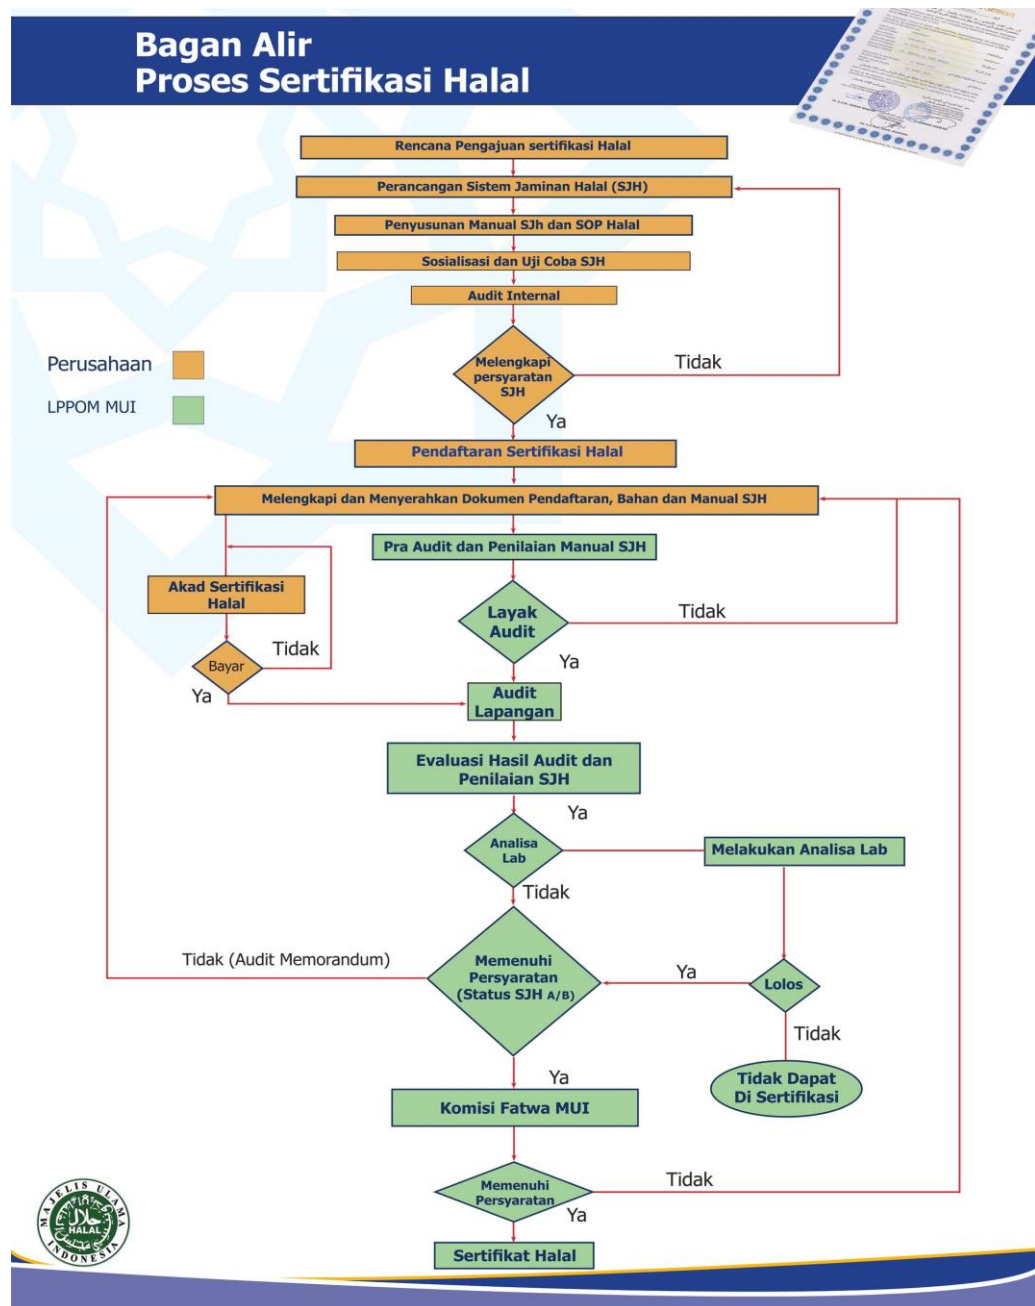 Bagan Alir
Proses Sertifikasi Halal
Rencana Pengajuan sertifikasi Halal
Perancangan Sistem Jaminan Halal (SJH)
Penyusunan Manual SJh dan SOP Halal
Sosialisasi dan Uji Coba SJH
Audit Internal
Perusahaan
LPPOM MUI
Melengkapi
persyaratan
SJH
Tidak
Ya
Pendaftaran Sertifikasi Halal
Melengkapi dan Menyerahkan Dokumen Pendaftaran, Bahan dan Manual SJH
Pra Audit dan Penilaian Manual SJH
Akad Sertifikasi
Halal
Layak
Audit
Tidak
Ya
Bayar
Tidak
Ya
Audit
Lapangan
Evaluasi Hasil Audit dan
Penilaian SJH
Ya
Analisa
Lab
Melakukan Analisa Lab
Tidak
Tidak (Audit Memorandum)
Memenuhi
Persyaratan
(Status SJH A/B)
Ya
Lolos
Tidak
Tidak Dapat
Di Sertifikasi
Ya
Komisi Fatwa MUI
Memenuhi
Persyaratan
Tidak
Ya
Sertifikat Halal
MAJELIS ULAMA
حلال
HALAL
INDONESIA